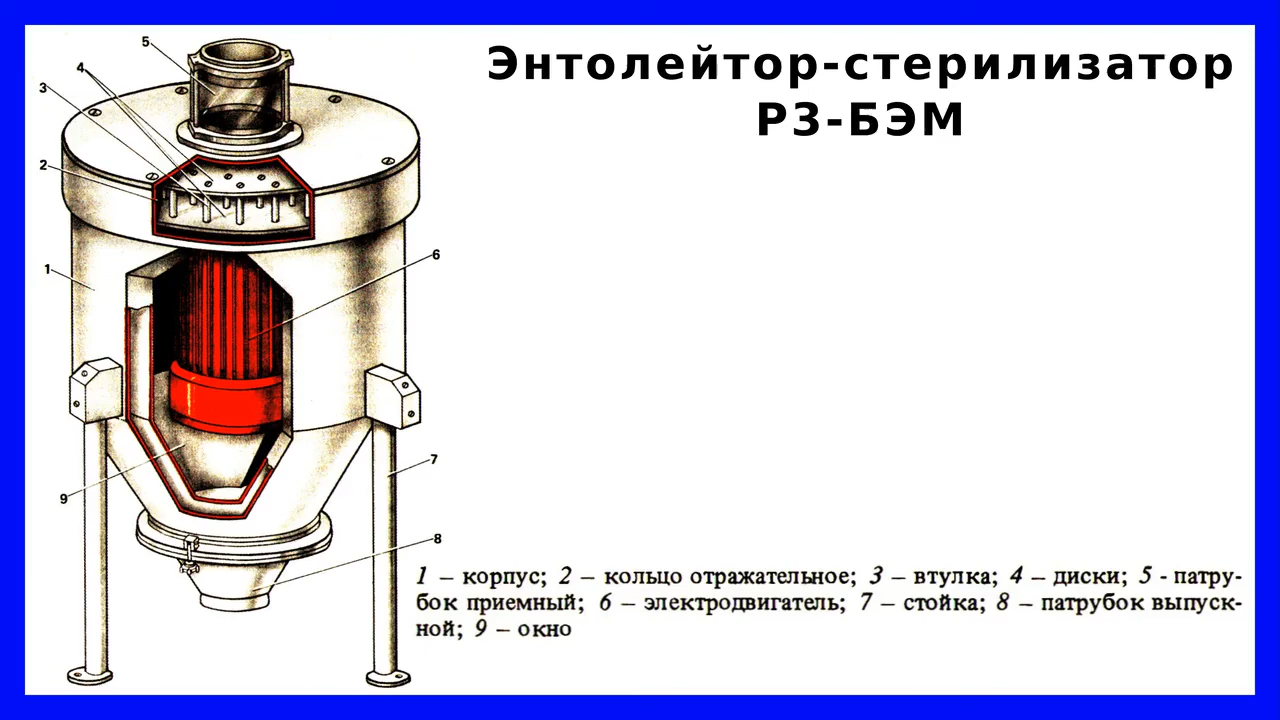 Энтолейтор-стерилизатор
РЗ-БЭМ
5
4
3
2
1
6
7
9
8
1 – корпус; 2 – кольцо отражательное; 3 – втулка; 4 – диски; 5 - патру-
бок приемный; 6 – электродвигатель; 7 – стойка; 8 – патрубок выпуск-
ной; 9 – окно